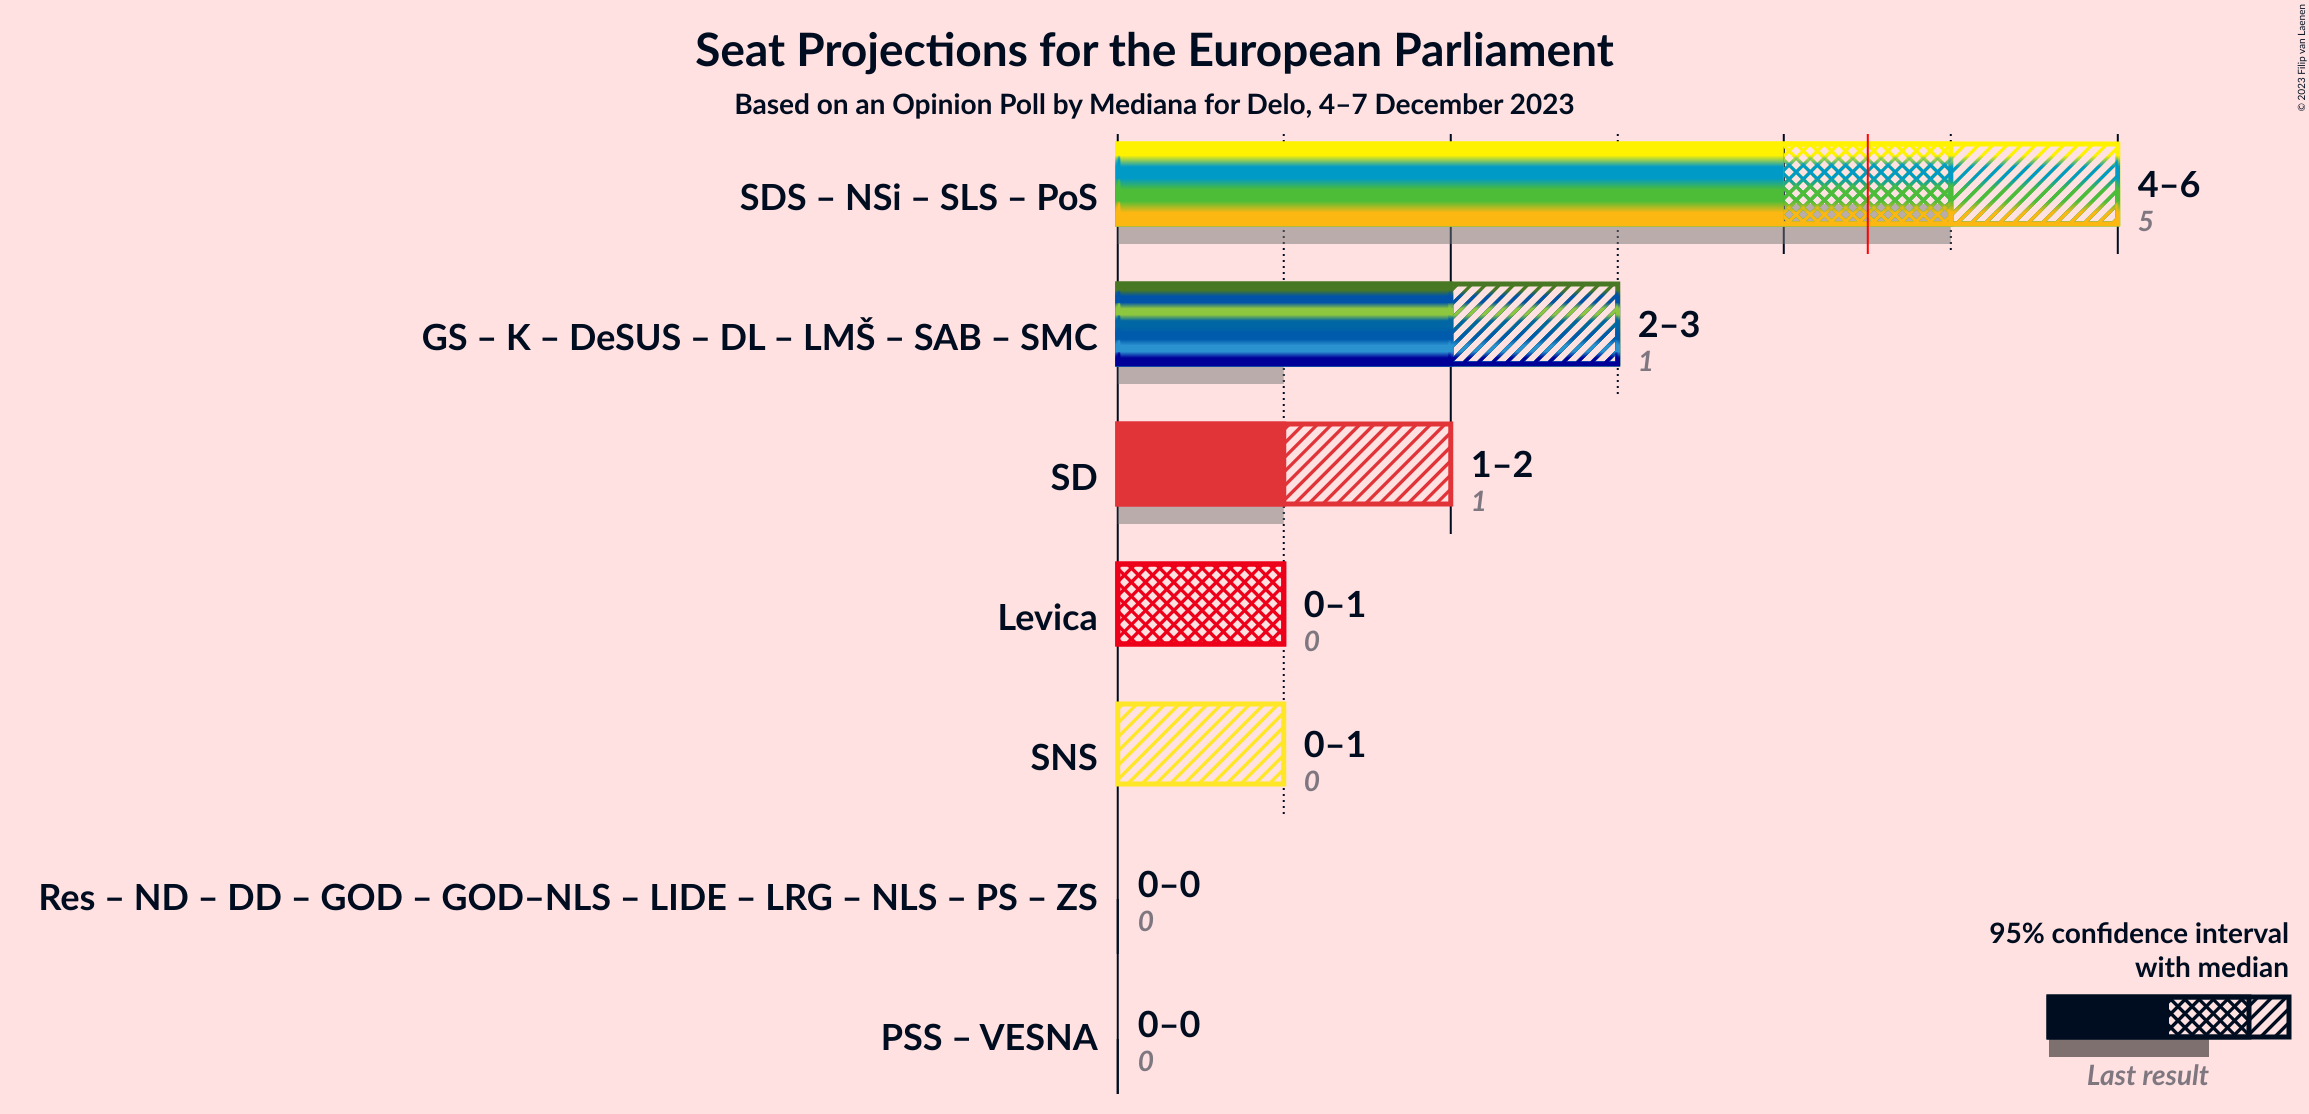 Seat Projections for the European Parliament
Based on an Opinion Poll by Mediana for Delo, 4–7 December 2023
© 2023 Filip van Laenen
SDS – NSi – SLS – PoS
4–6
5
GS – K – DeSUS – DL – LMŠ – SAB – SMC
2–3
1
SD
1–2
1
Levica
0–1
0
SNS
0–1
0
Res – ND – DD – GOD – GOD–NLS – LIDE – LRG – NLS – PS – ZS
0–0
0
PSS – VESNA
0–0
0
95% confidence interval
with median
Last result